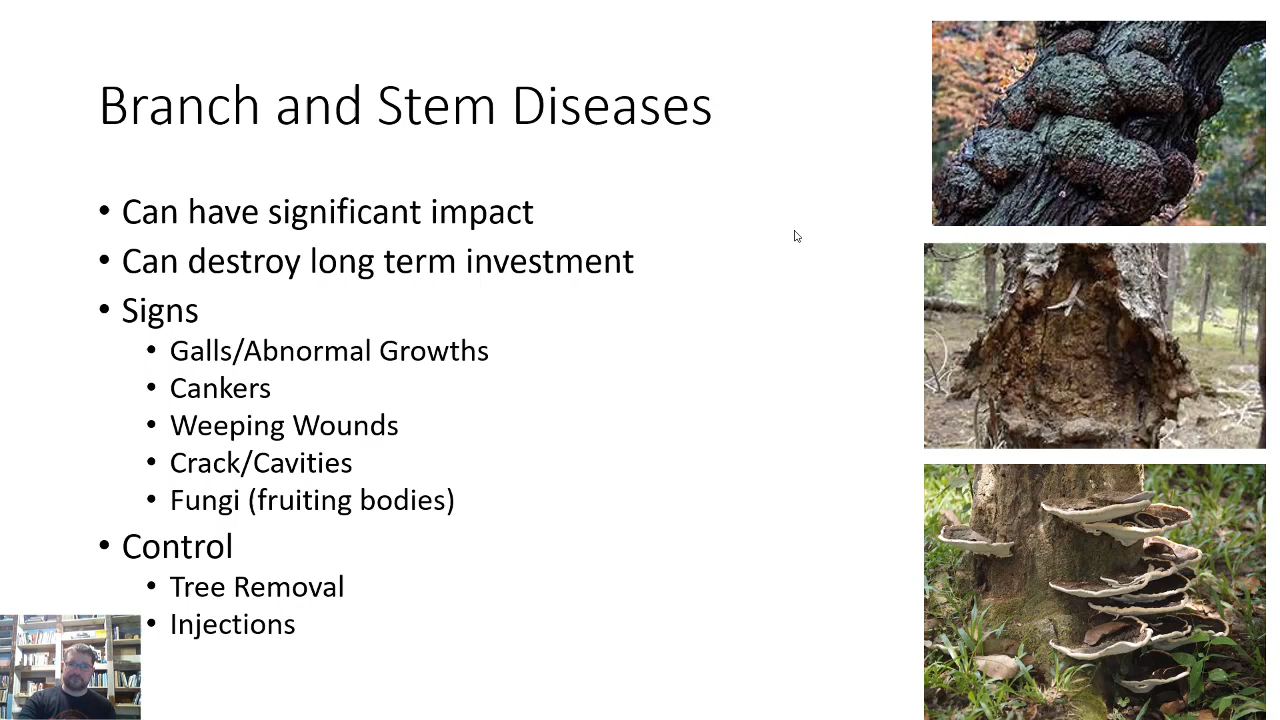 Branch and Stem Diseases
• Can have significant impact
• Can destroy long term investment
• Signs
• Galls/Abnormal Growths
• Cankers
• Weeping Wounds
• Crack/Cavities
• Fungi (fruiting bodies)
• Control
• Tree Removal
• Injections